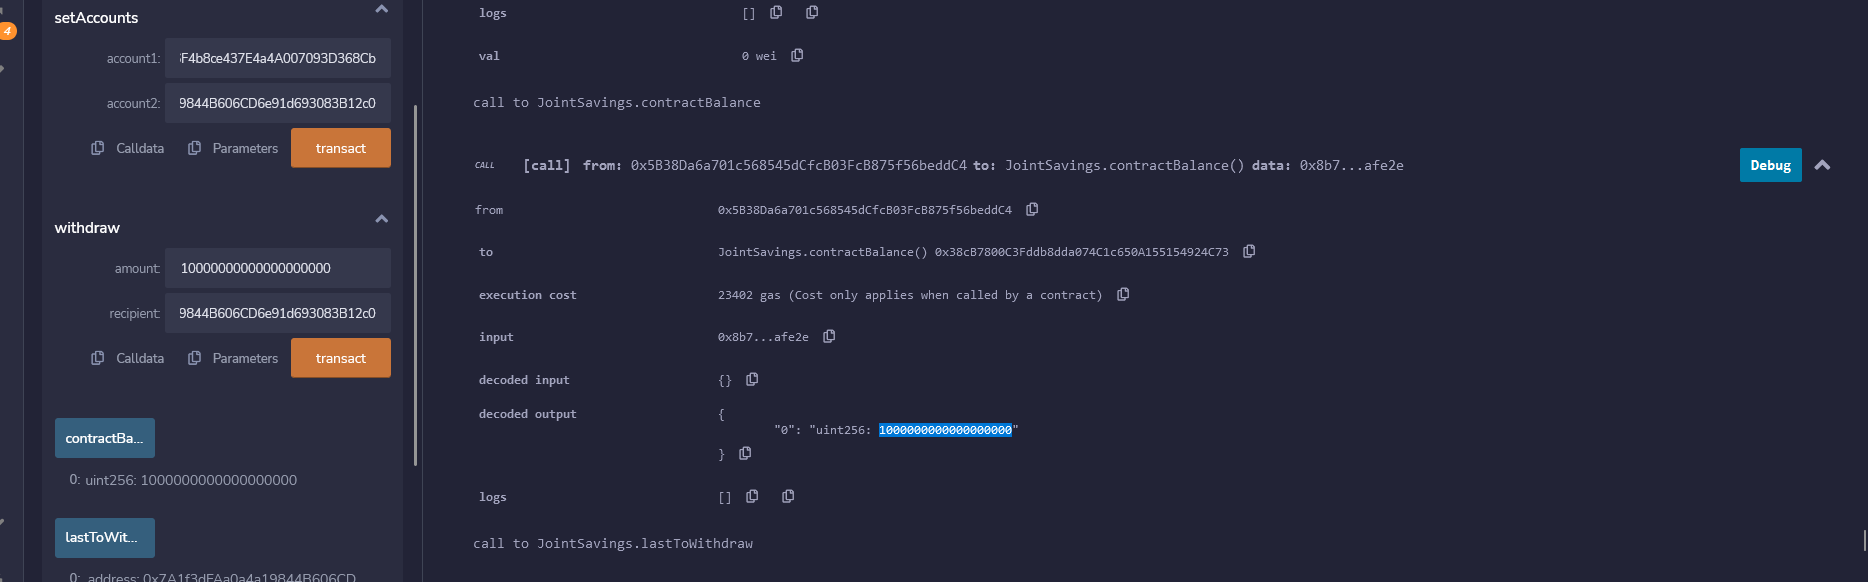 4
setAccounts
account1: F4b8ce437E4a4A007093D368Cb
account2: 9844B606CD6e91d693083B12c0
Calldata Parameters transact
withdraw
amount: 10000000000000000000
recipient: 9844B606CD6e91d693083B12c0
Calldata Parameters transact
contractBa...
0: uint256: 1000000000000000000
lastToWit...
0: address: 0x7A1f3dFAa0a4a19844B606CD
logs []
val 0 wei
call to JointSavings.contractBalance
CALL [call] from: 0x5B38Da6a701c568545dCfcB03FcB875f56beddC4 to: JointSavings.contractBalance() data: 0x8b7...afe2e Debug
from 0x5B38Da6a701c568545dCfcB03FcB875f56beddC4
to JointSavings.contractBalance() 0x38cB7800C3Fddb8dda074C1c650A155154924C73
execution cost 23402 gas (Cost only applies when called by a contract)
input 0x8b7...afe2e
decoded input {}
decoded output {
"0": "uint256: 1000000000000000000"
}
logs []
call to JointSavings.lastToWithdraw